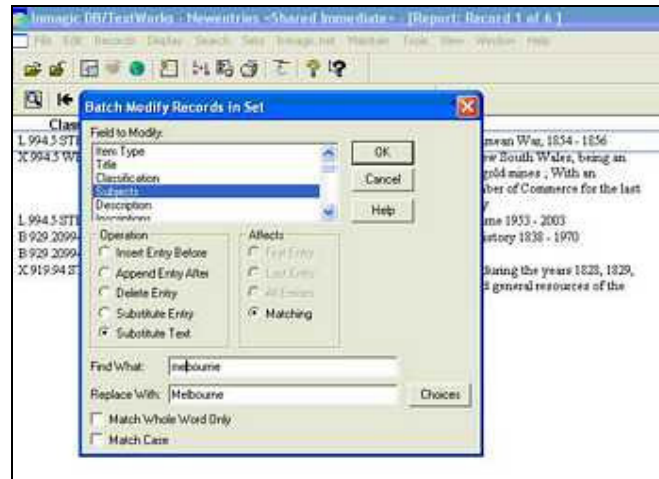 Inmagic DB/TextWorks - Newentries <Shared Immediate> - [Report: Record 1 of 6 ]
File Edit Records Display Search Sets Inmagic.net Maintain Tools View Window Help
Batch Modify Records in Set
Clas
L 994.5 STE
X 994.5 WE
L 994.5 STE
B 929.2099
B 929.2099
X 919.94 S
Field to Modify:
Item Type
Title
Classification
Subjects
Description
Inscriptions
OK
Cancel
Help
Operation
Insert Entry Before
Append Entry After
Delete Entry
Substitute Entry
Substitute Text
Affects
First Entry
Last Entry
All Entries
Matching
Find What: melbourne
Replace With: Melbourne
Choices
Match Whole Word Only
Match Case
mean War, 1854 - 1856
ew South Wales, being an
gold mines ; With an
ber of Commerce for the last
y
me 1953 - 2003
istory 1838 - 1970
during the years 1828, 1829,
d general resources of the